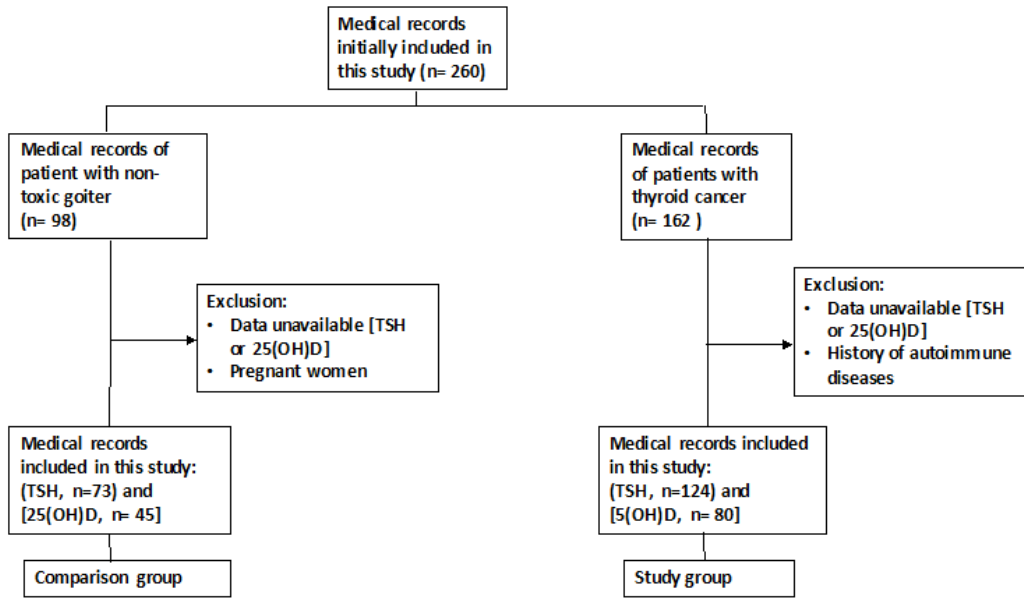 Medical records
initially included in
this study (n= 260)
Medical records of
patient with non-
toxic goiter
(n= 98)
Medical records
of patients with
thyroid cancer
(n= 162 )
Exclusion:
• Data unavailable [TSH
or 25(OH)D]
• Pregnant women
Exclusion:
• Data unavailable [TSH
or 25(OH)D]
• History of autoimmune
diseases
Medical records
included in this study:
(TSH, n=73) and
[25(OH)D, n= 45]
Medical records included
in this study:
(TSH, n=124) and
[5(OH)D, n= 80]
Comparison group
Study group